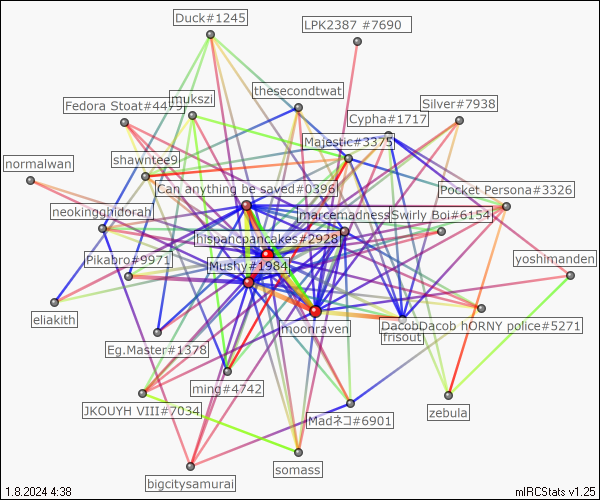 Duck#1245
LPK2387 #7690
thesecondtwat
mukszi
Fedora Stoat#4479
Silver#7938
Cypha#1717
Majestic#3375
normalwan
shawntee9
Can anything be saved#0396
Pocket Persona#3326
neokingghidorah
marcemadness
Swirly Boi#6154
hispancpancakes#2928
Pikabro#9971
Mushy#1984
yoshimanden
eliakith
moonraven
DacobDacob hORNY police#5271
frisout
Eg.Master#1378
ming#4742
JKOUYH VIII#7034
Madネコ#6901
zebula
somass
bigcitysamurai
1.8.2024 4:38
mIRCStats v1.25